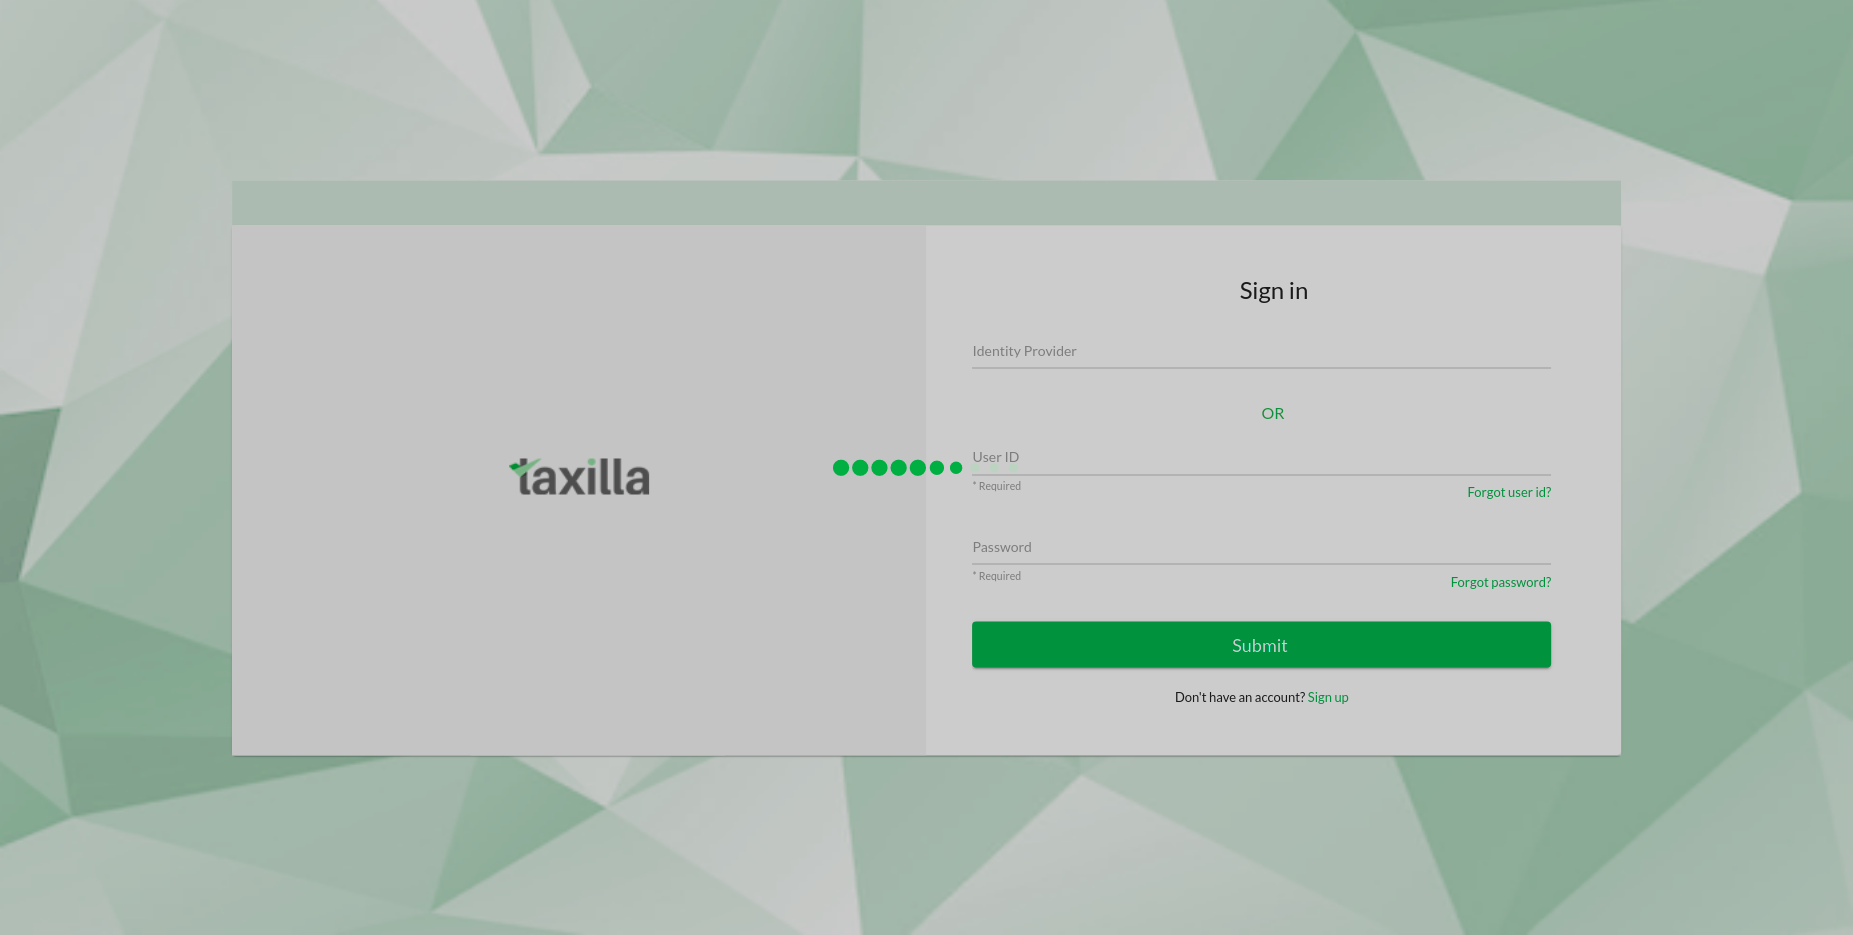 taxilla
Sign in
Identity Provider
OR
User ID
* Required
Forgot user id?
Password
* Required
Forgot password?
Submit
Don't have an account? Sign up